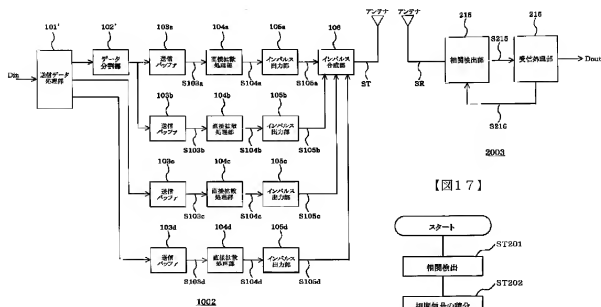 101'
送信データ
処理部
Din
102'
データ
分割部
103a
送信
バッファ
S103a
104a
直接拡散
処理部
S104a
105a
インパルス
出力部
S105a
106
インパルス
合成部
アンテナ
ST
103b
送信
バッファ
S103b
104b
直接拡散
処理部
S104b
105b
インパルス
出力部
S105b
103c
送信
バッファ
S103c
104c
直接拡散
処理部
S104c
105c
インパルス
出力部
S105c
103d
送信
バッファ
S103d
104d
直接拡散
処理部
S104d
105d
インパルス
出力部
S105d
1002
アンテナ
SR
215
相関検出部
S215
216
受信処理部
Dout
S216
2003
【図17】
スタート
ST201
相関検出
ST202
相関信号の積分